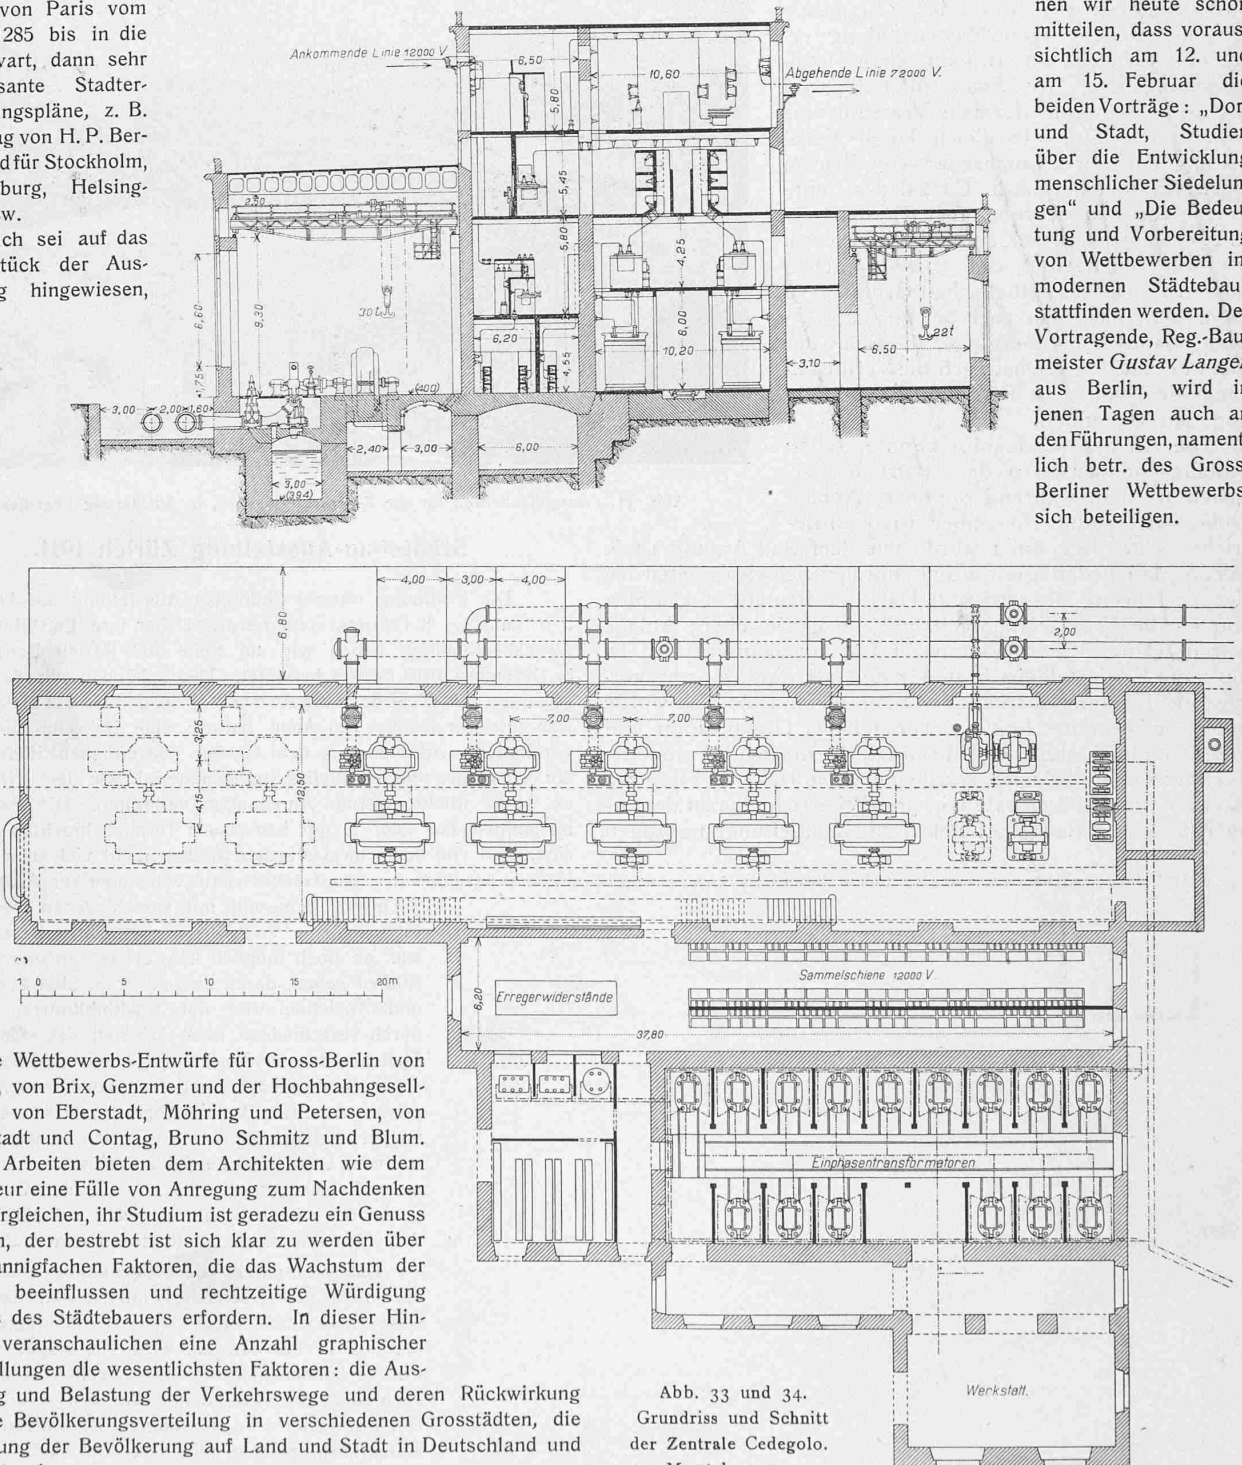 von Paris vom
285 bis in die
wart, dann sehr
sante Stadter-
ngspläne, z. B.
ag von H. P. Ber-
d für Stockholm,
burg, Helsing-
sw.
ch sei auf das
tück der Aus-
g hingewiesen,
nen wir heute schon
mitteilen, dass voraus-
sichtlich am 12. und
am 15. Februar die
beiden Vorträge: „Dorf
und Stadt, Studien
über die Entwicklung
menschlicher Siedelun-
gen“ und „Die Bedeu-
tung und Vorbereitung
von Wettbewerben im
modernen Städtebau“
stattfinden werden. Der
Vortragende, Reg.-Bau-
meister Gustav Langen
aus Berlin, wird in
jenen Tagen auch an
den Führungen, nament-
lich betr. des Gross-
Berliner Wettbewerbs,
sich beteiligen.
Ankommende Linie 12000 V.
Abgehende Linie 72000 V.
6,50
10,60
5,80
5,45
5,80
4,25
2,50
6,60
9,30
30t
1,75
(400)
6,20
4,55
6,00
10,20
3,10
6,50
22t
3,00 2,00 1,60
2,40
3,00
6,00
3,00
(394)
4,00 3,00 4,00
6,80
2,00
7,00 7,00
3,25
4,15
12,50
1 0 5 10 15 20m
6,20
Erregerwiderstände
Sammelschiene 12000 V.
37,80
Einphasentransformatoren
Werkstatt.
e Wettbewerbs-Entwürfe für Gross-Berlin von
, von Brix, Genzmer und der Hochbahngesell-
von Eberstadt, Möhring und Petersen, von
tadt und Contag, Bruno Schmitz und Blum.
Arbeiten bieten dem Architekten wie dem
eur eine Fülle von Anregung zum Nachdenken
ergleichen, ihr Studium ist geradezu ein Genuss
n, der bestrebt ist sich klar zu werden über
annigfachen Faktoren, die das Wachstum der
beeinflussen und rechtzeitige Würdigung
s des Städtebauers erfordern. In dieser Hin-
veranschaulichen eine Anzahl graphischer
llungen dle wesentlichsten Faktoren: die Aus-
g und Belastung der Verkehrswege und deren Rückwirkung
e Bevölkerungsverteilung in verschiedenen Grosstädten, die
ung der Bevölkerung auf Land und Stadt in Deutschland und
Abb. 33 und 34.
Grundriss und Schnitt
der Zentrale Cedegolo.